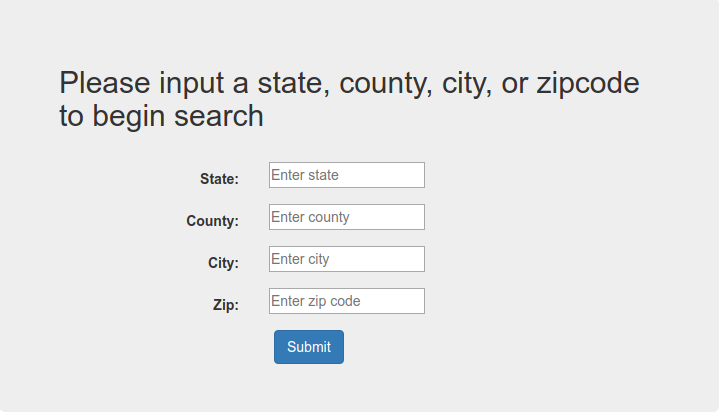 Please input a state, county, city, or zipcode
to begin search
State: Enter state
County: Enter county
City: Enter city
Zip: Enter zip code
Submit